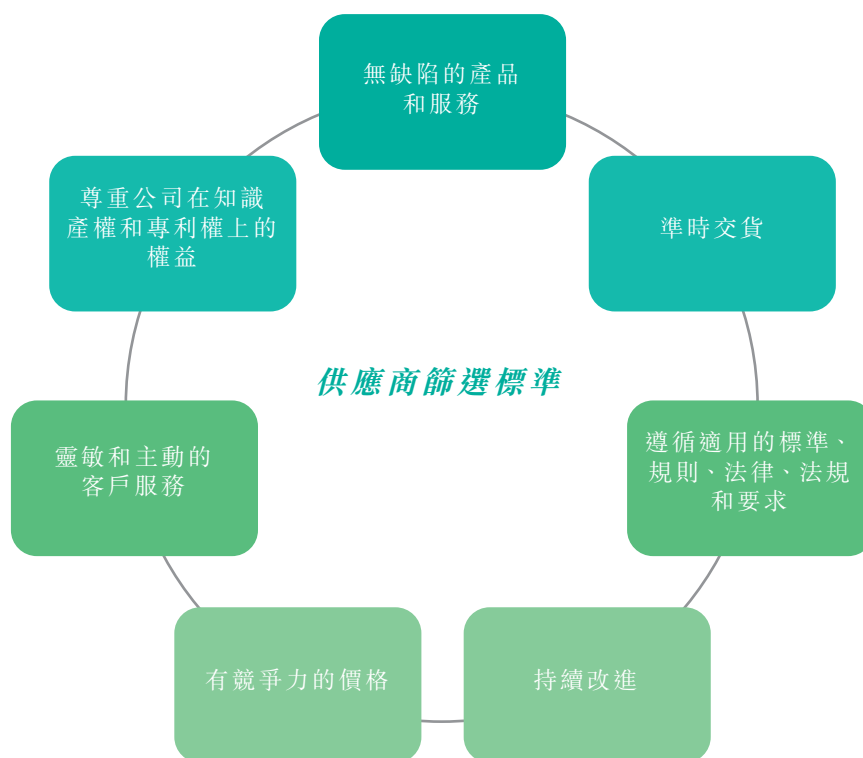 無缺陷的產品
和服務
準時交貨
遵循適用的標準、
規則、法律、法規
和要求
持續改進
有競爭力的價格
靈敏和主動的
客戶服務
尊重公司在知識
產權和專利權上的
權益
供應商篩選標準